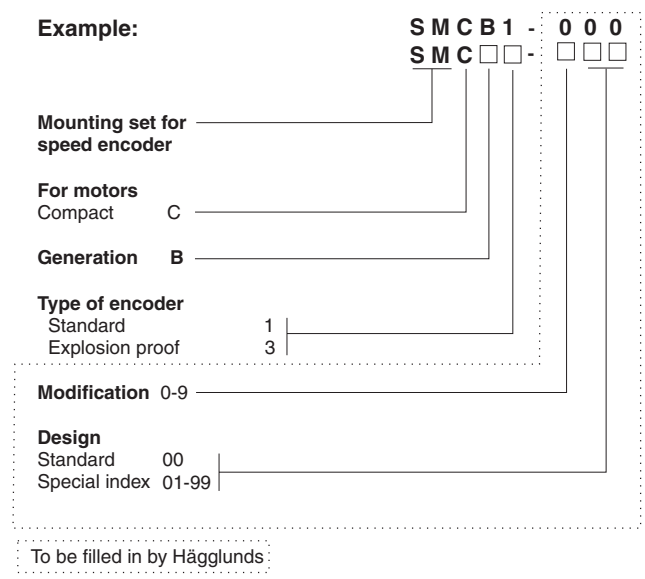 Example: S M C B 1 - 0 0 0
S M C □ □ - □ □ □
Mounting set for
speed encoder
For motors
Compact C
Generation B
Type of encoder
Standard 1
Explosion proof 3
Modification 0-9
Design
Standard 00
Special index 01-99
To be filled in by Hägglunds